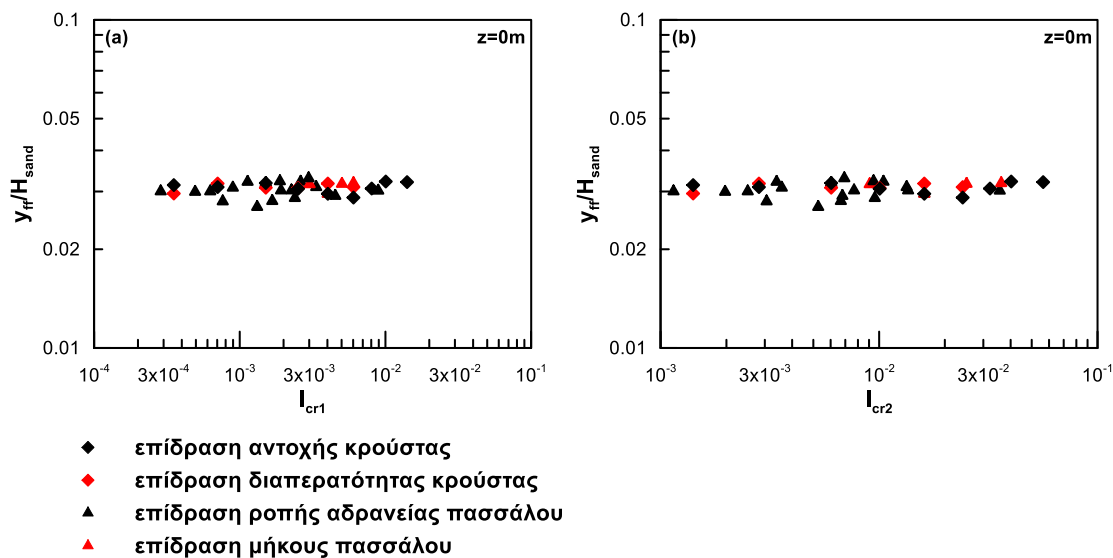 (a) z=0m
0.1
0.05
0.02
0.01
y_ff/H_sand
10⁻⁴ 3x10⁻⁴ 10⁻³ 3x10⁻³ 10⁻² 3x10⁻² 10⁻¹
I_cr1
(b) z=0m
0.1
0.05
0.02
0.01
y_ff/H_sand
10⁻³ 3x10⁻³ 10⁻² 3x10⁻² 10⁻¹
I_cr2
επίδραση αντοχής κρούστας
επίδραση διαπερατότητας κρούστας
επίδραση ροπής αδρανείας πασσάλου
επίδραση μήκους πασσάλου